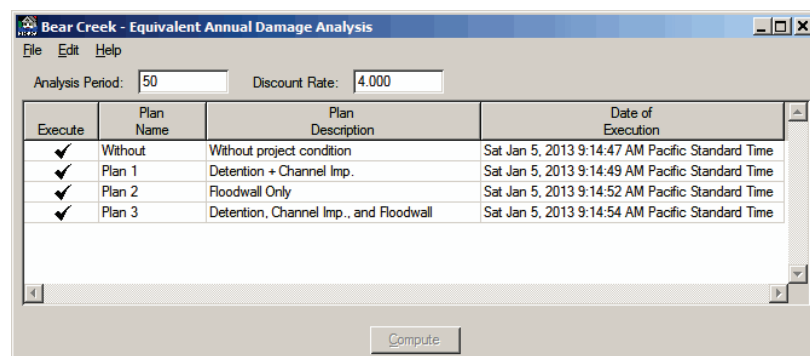 Bear Creek - Equivalent Annual Damage Analysis
File Edit Help
Analysis Period: 50 Discount Rate: 4.000
Execute Plan Name Plan Description Date of Execution
Without Without project condition Sat Jan 5, 2013 9:14:47 AM Pacific Standard Time
Plan 1 Detention + Channel Imp. Sat Jan 5, 2013 9:14:49 AM Pacific Standard Time
Plan 2 Floodwall Only Sat Jan 5, 2013 9:14:52 AM Pacific Standard Time
Plan 3 Detention, Channel Imp., and Floodwall Sat Jan 5, 2013 9:14:54 AM Pacific Standard Time
Compute